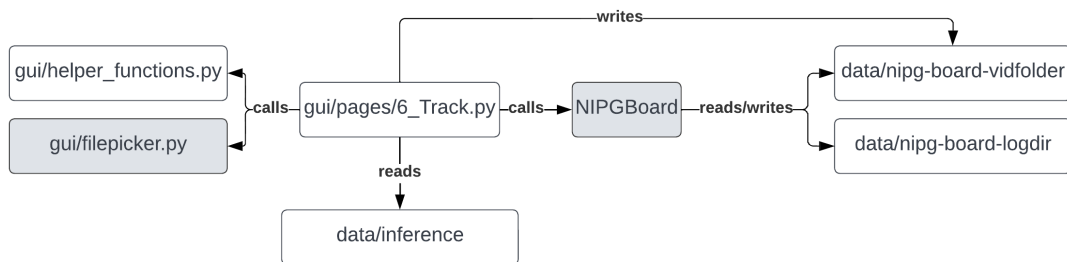 writes
gui/helper_functions.py
data/nipg-board-vidfolder
calls
gui/pages/6_Track.py
calls
NIPGBoard
reads/writes
gui/filepicker.py
data/nipg-board-logdir
reads
data/inference